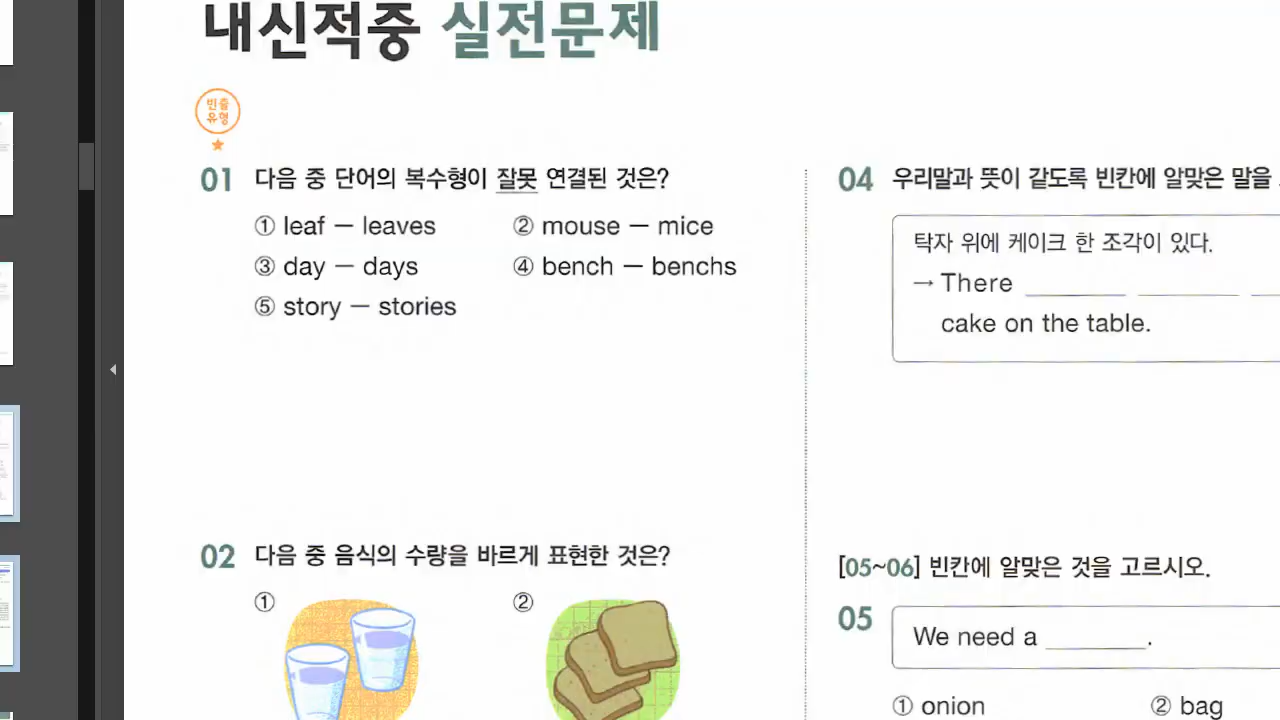 내신적중 실전문제
빈출
유형
01 다음 중 단어의 복수형이 잘못 연결된 것은?
① leaf – leaves ② mouse – mice
③ day – days ④ bench – benchs
⑤ story – stories
02 다음 중 음식의 수량을 바르게 표현한 것은?
① ②
04 우리말과 뜻이 같도록 빈칸에 알맞은 말을
탁자 위에 케이크 한 조각이 있다.
→ There _______ _______ __
cake on the table.
[05~06] 빈칸에 알맞은 것을 고르시오.
05 We need a _______.
① onion ② bag